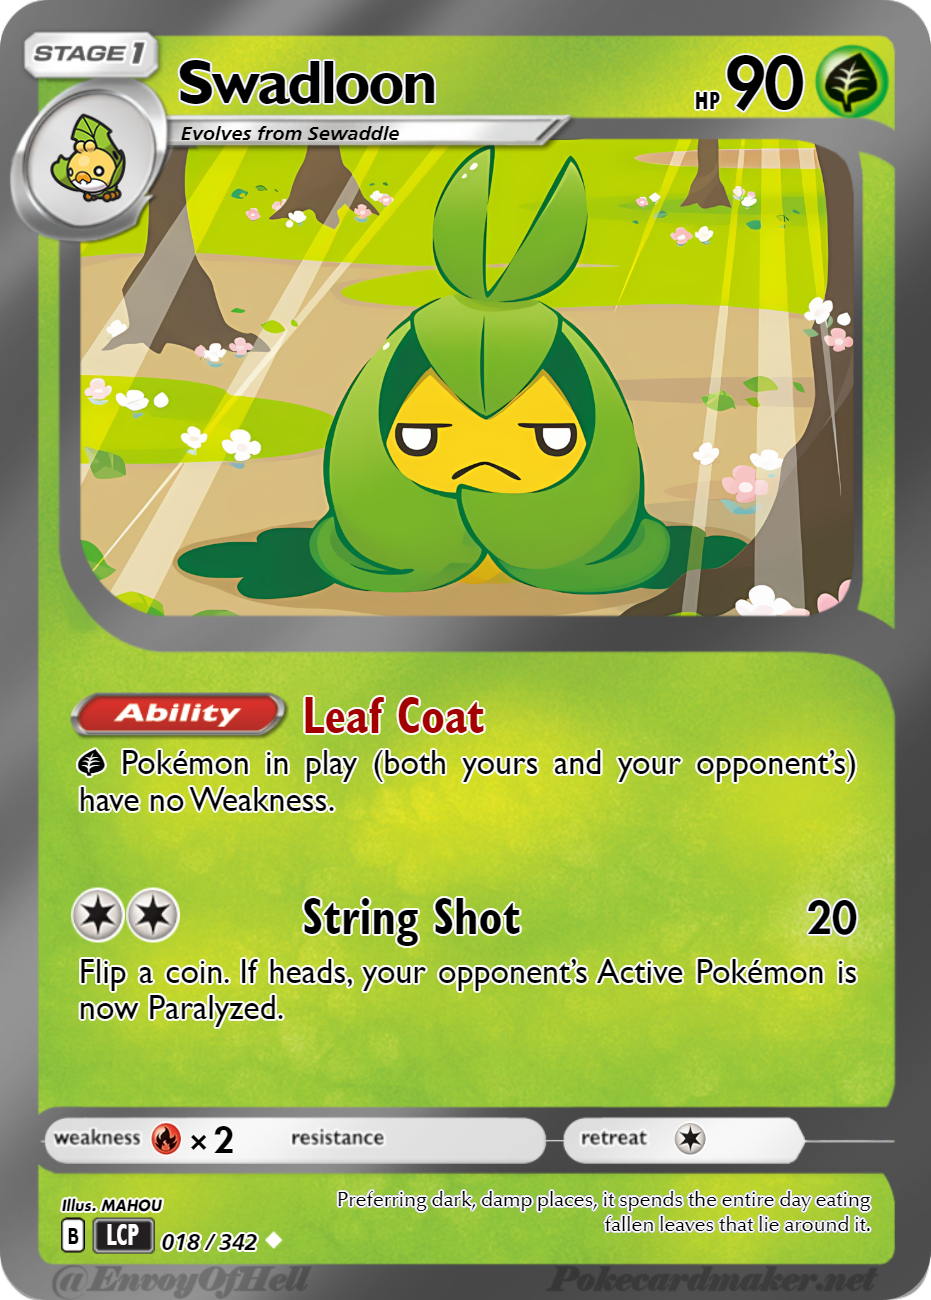 STAGE 1
Swadloon
HP 90
Evolves from Sewaddle
Ability Leaf Coat
Pokémon in play (both yours and your opponent's)
have no Weakness.
String Shot 20
Flip a coin. If heads, your opponent's Active Pokémon is
now Paralyzed.
weakness × 2 resistance retreat
Illus. MAHOU
Preferring dark, damp places, it spends the entire day eating
fallen leaves that lie around it.
B LCP 018 / 342
@EnvoyOfHell Pokecardmaker.net